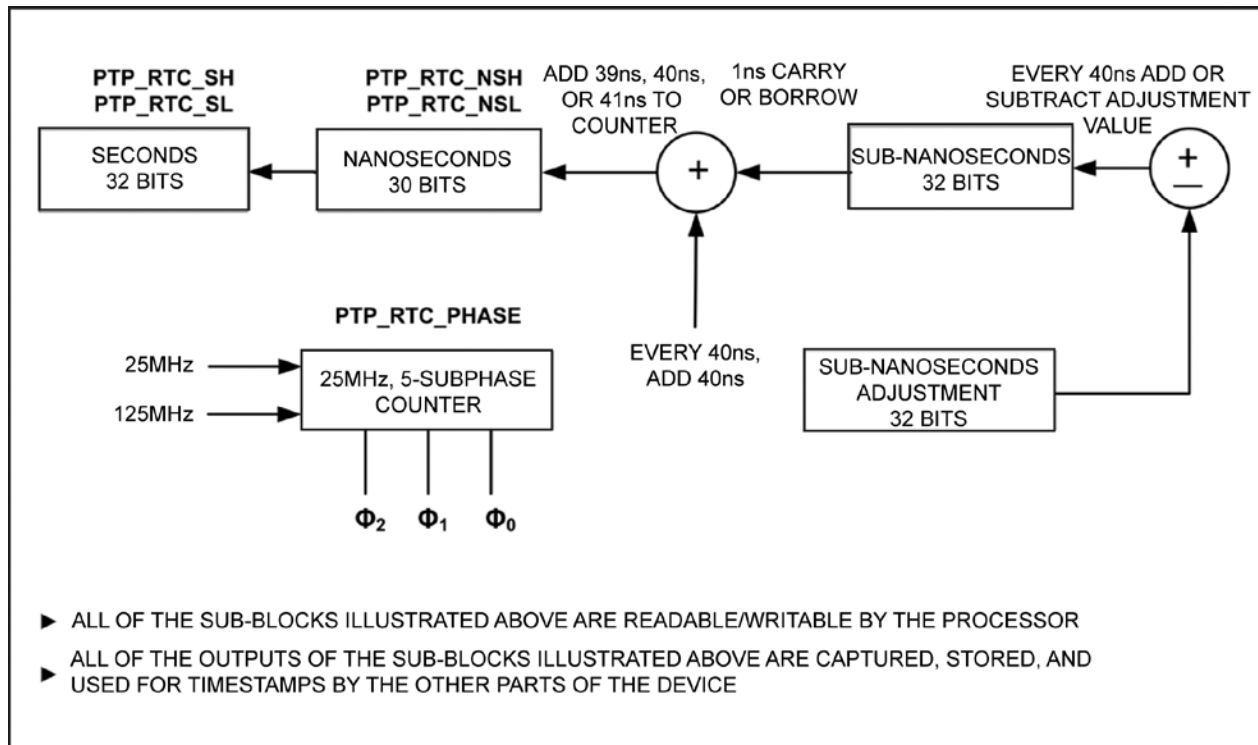 PTP_RTC_SH
PTP_RTC_SL
SECONDS
32 BITS
PTP_RTC_NSH
PTP_RTC_NSL
NANOSECONDS
30 BITS
ADD 39ns, 40ns,
OR 41ns TO
COUNTER
+
1ns CARRY
OR BORROW
SUB-NANOSECONDS
32 BITS
EVERY 40ns ADD OR
SUBTRACT ADJUSTMENT
VALUE
+
—
PTP_RTC_PHASE
25MHz
125MHz
25MHz, 5-SUBPHASE
COUNTER
Φ2 Φ1 Φ0
EVERY 40ns,
ADD 40ns
SUB-NANOSECONDS
ADJUSTMENT
32 BITS
► ALL OF THE SUB-BLOCKS ILLUSTRATED ABOVE ARE READABLE/WRITABLE BY THE PROCESSOR
► ALL OF THE OUTPUTS OF THE SUB-BLOCKS ILLUSTRATED ABOVE ARE CAPTURED, STORED, AND
USED FOR TIMESTAMPS BY THE OTHER PARTS OF THE DEVICE